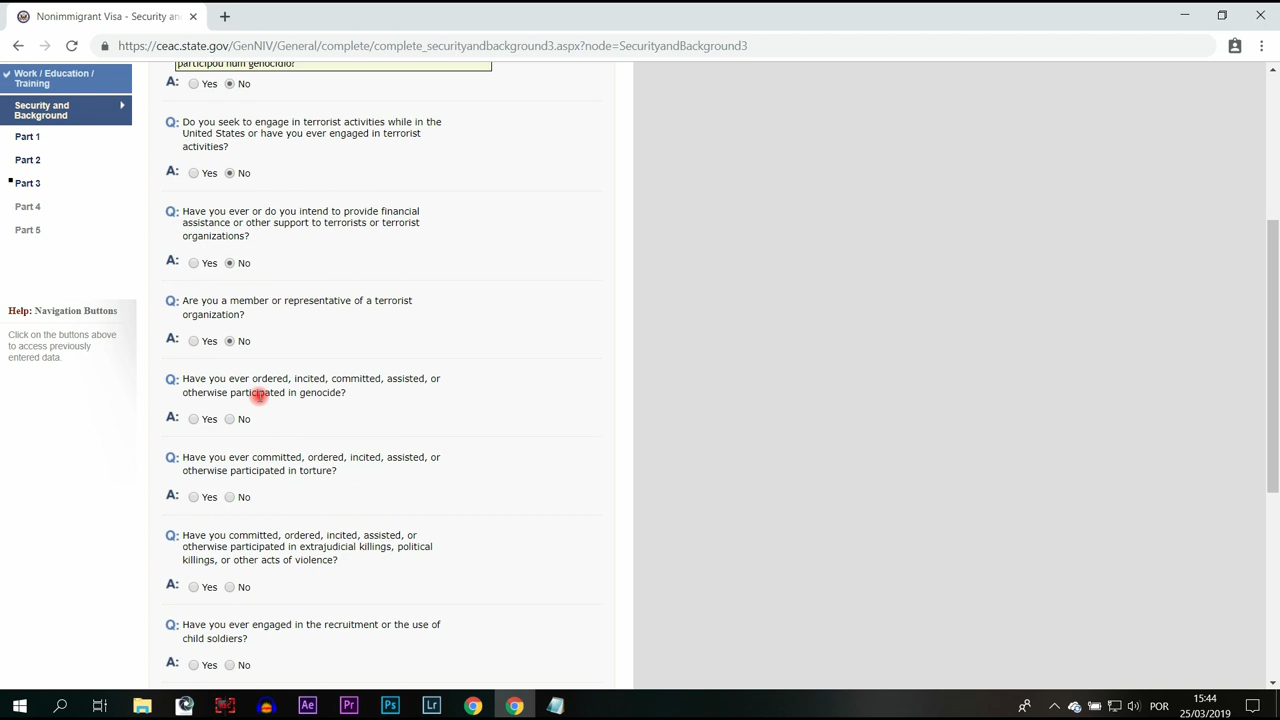 Nonimmigrant Visa - Security an
https://ceac.state.gov/GenNIV/General/complete/complete_securityandbackground3.aspx?node=SecurityandBackground3
Work / Education /
Training
Security and
Background
Part 1
Part 2
Part 3
Part 4
Part 5
Help: Navigation Buttons
Click on the buttons above
to access previously
entered data.
participou num genocídio?
A: Yes No
Q: Do you seek to engage in terrorist activities while in the
United States or have you ever engaged in terrorist
activities?
A: Yes No
Q: Have you ever or do you intend to provide financial
assistance or other support to terrorists or terrorist
organizations?
A: Yes No
Q: Are you a member or representative of a terrorist
organization?
A: Yes No
Q: Have you ever ordered, incited, committed, assisted, or
otherwise participated in genocide?
A: Yes No
Q: Have you ever committed, ordered, incited, assisted, or
otherwise participated in torture?
A: Yes No
Q: Have you committed, ordered, incited, assisted, or
otherwise participated in extrajudicial killings, political
killings, or other acts of violence?
A: Yes No
Q: Have you ever engaged in the recruitment or the use of
child soldiers?
A: Yes No
REC
Ae
Pr
Ps
Lr
POR
15:44
25/03/2019